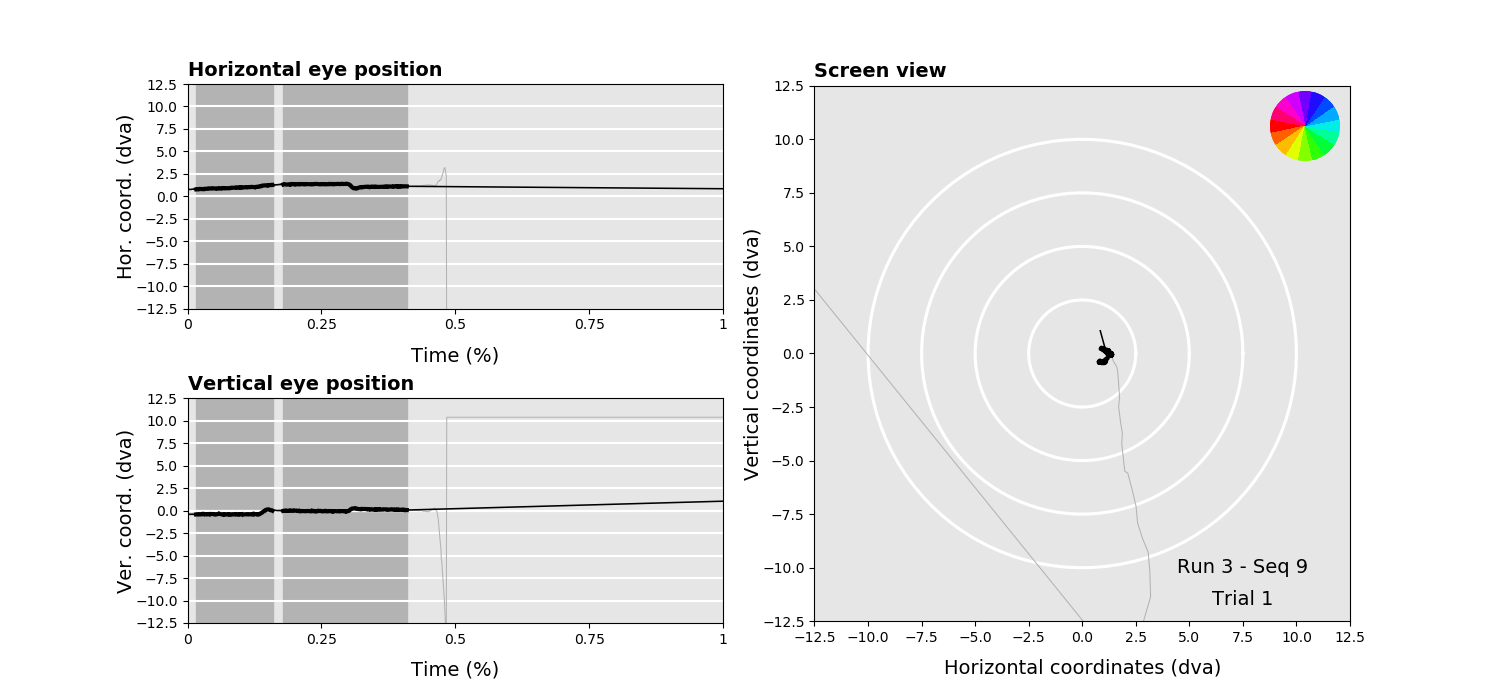 Horizontal eye position
12.5
10.0
7.5
5.0
2.5
0.0
−2.5
−5.0
−7.5
−10.0
−12.5
Hor. coord. (dva)
0 0.25 0.5 0.75 1
Time (%)
Vertical eye position
12.5
10.0
7.5
5.0
2.5
0.0
−2.5
−5.0
−7.5
−10.0
−12.5
Ver. coord. (dva)
0 0.25 0.5 0.75 1
Time (%)
Screen view
12.5
10.0
7.5
5.0
2.5
0.0
−2.5
−5.0
−7.5
−10.0
−12.5
Vertical coordinates (dva)
Run 3 - Seq 9
Trial 1
−12.5 −10.0 −7.5 −5.0 −2.5 0.0 2.5 5.0 7.5 10.0 12.5
Horizontal coordinates (dva)